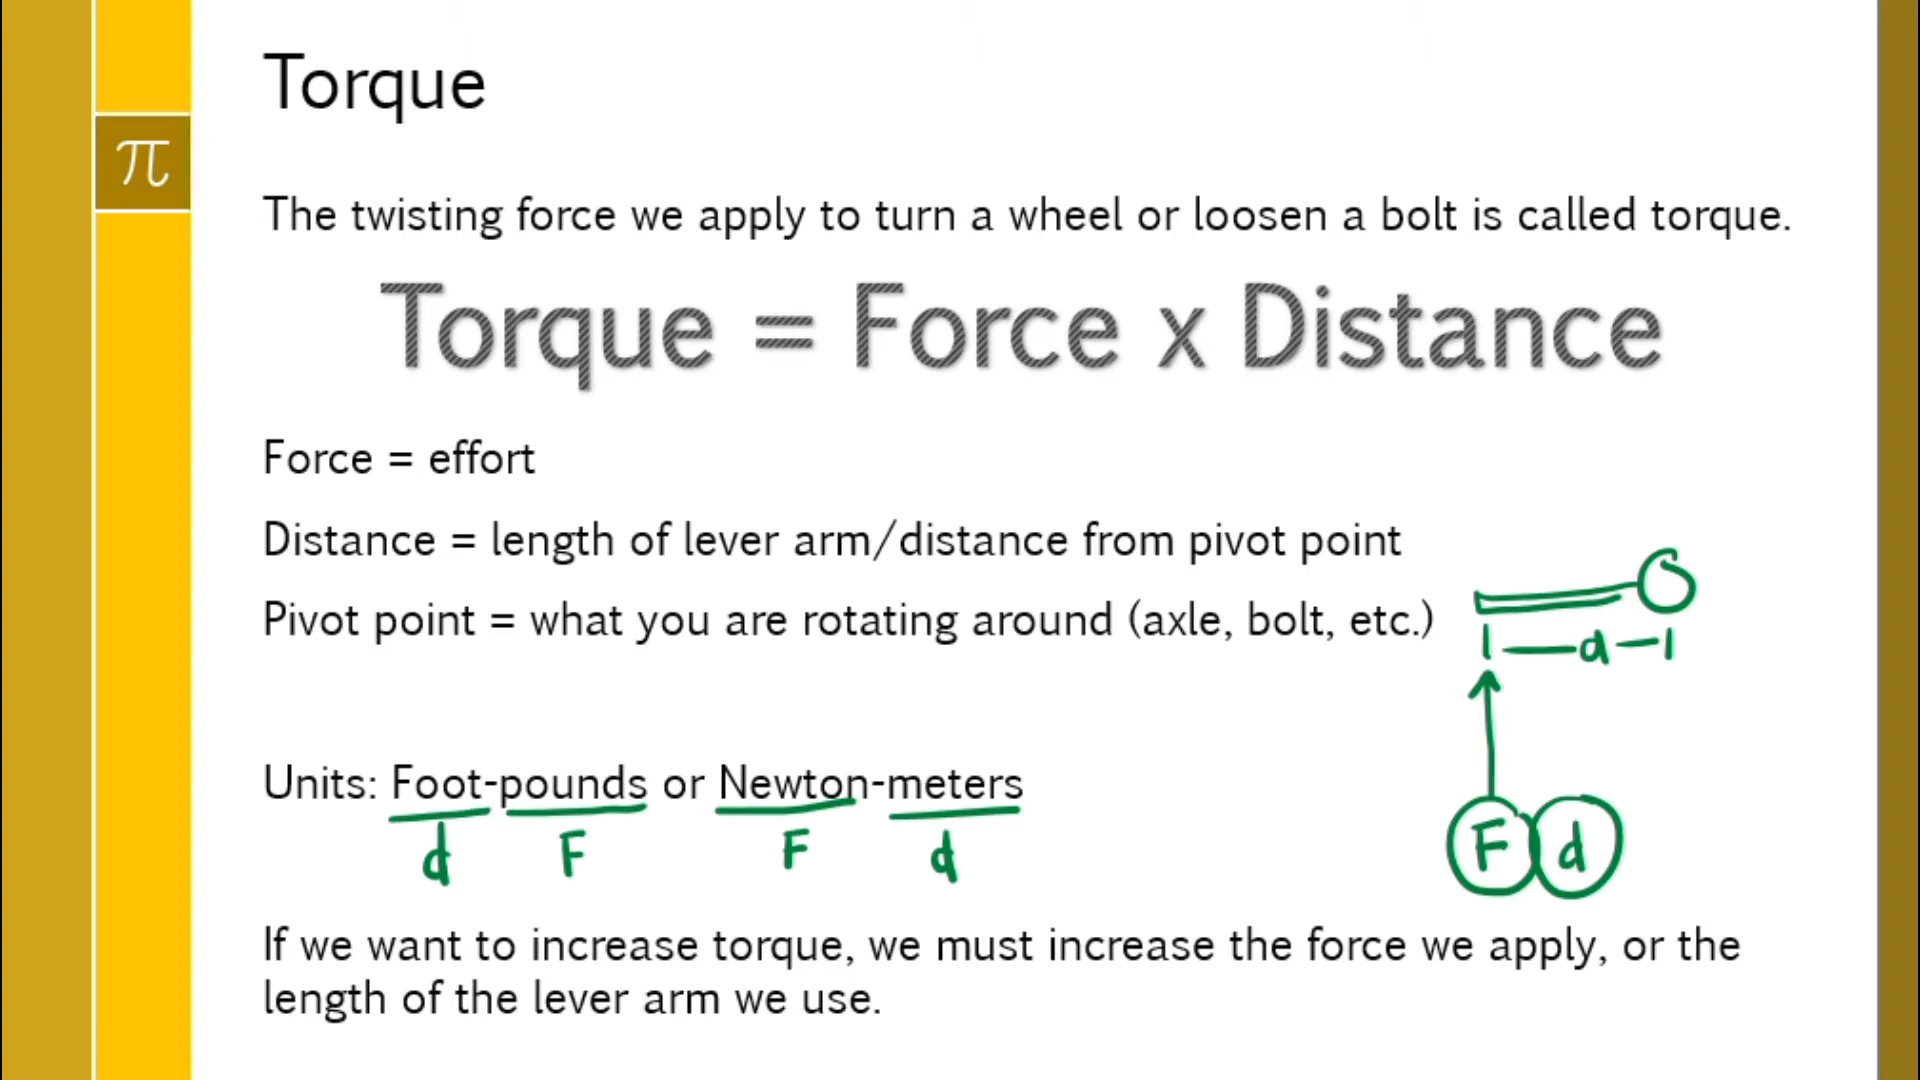 Torque
π
The twisting force we apply to turn a wheel or loosen a bolt is called torque.
Torque = Force x Distance
Force = effort
Distance = length of lever arm/distance from pivot point
Pivot point = what you are rotating around (axle, bolt, etc.)
d
Units: Foot-pounds or Newton-meters
d F F d
F d
If we want to increase torque, we must increase the force we apply, or the
length of the lever arm we use.